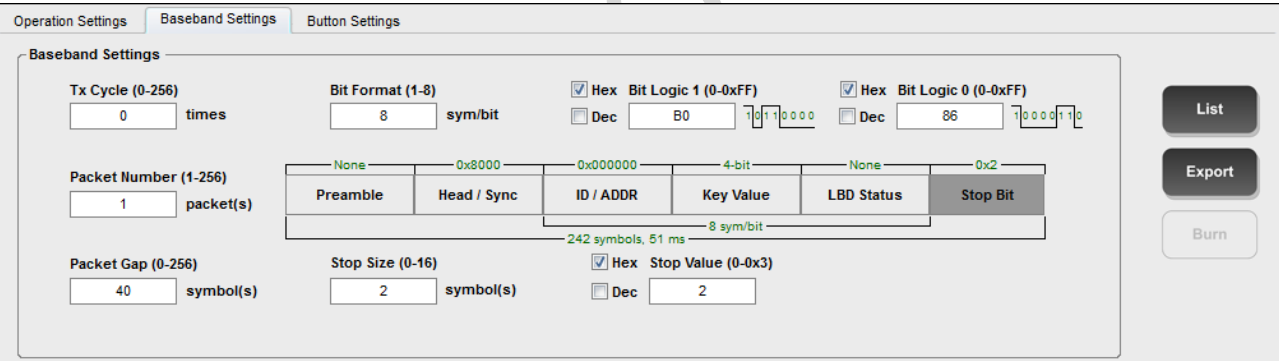 Operation Settings Baseband Settings Button Settings
Baseband Settings
Tx Cycle (0-256) Bit Format (1-8) Hex Bit Logic 1 (0-0xFF) Hex Bit Logic 0 (0-0xFF)
0 times 8 sym/bit Dec B0 10110000 Dec 86 10000110
List
None 0x8000 0x000000 4-bit None 0x2
Packet Number (1-256)
Preamble Head / Sync ID / ADDR Key Value LBD Status Stop Bit
1 packet(s)
Export
8 sym/bit
242 symbols, 51 ms
Burn
Packet Gap (0-256) Stop Size (0-16) Hex Stop Value (0-0x3)
40 symbol(s) 2 symbol(s) Dec 2